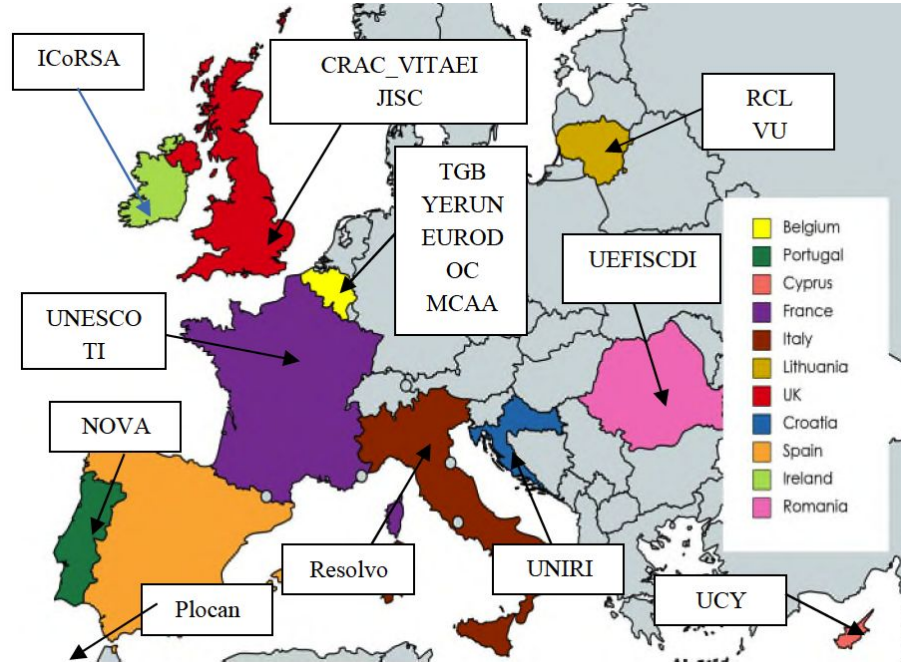 ICoRSA
CRAC_VITAEI
JISC
RCL
VU
TGB
YERUN
EUROD
OC
MCAA
UEFISCDI
UNESCO
TI
NOVA
Belgium
Portugal
Cyprus
France
Italy
Lithuania
UK
Croatia
Spain
Ireland
Romania
Resolvo
UNIRI
Plocan
UCY